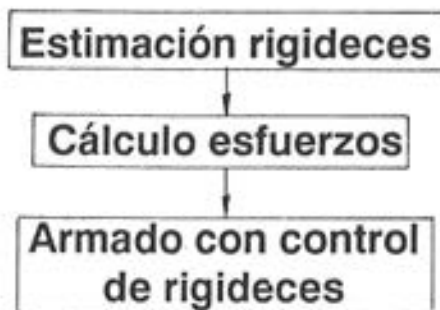 Estimación rigideces
Cálculo esfuerzos
Armado con control
de rigideces